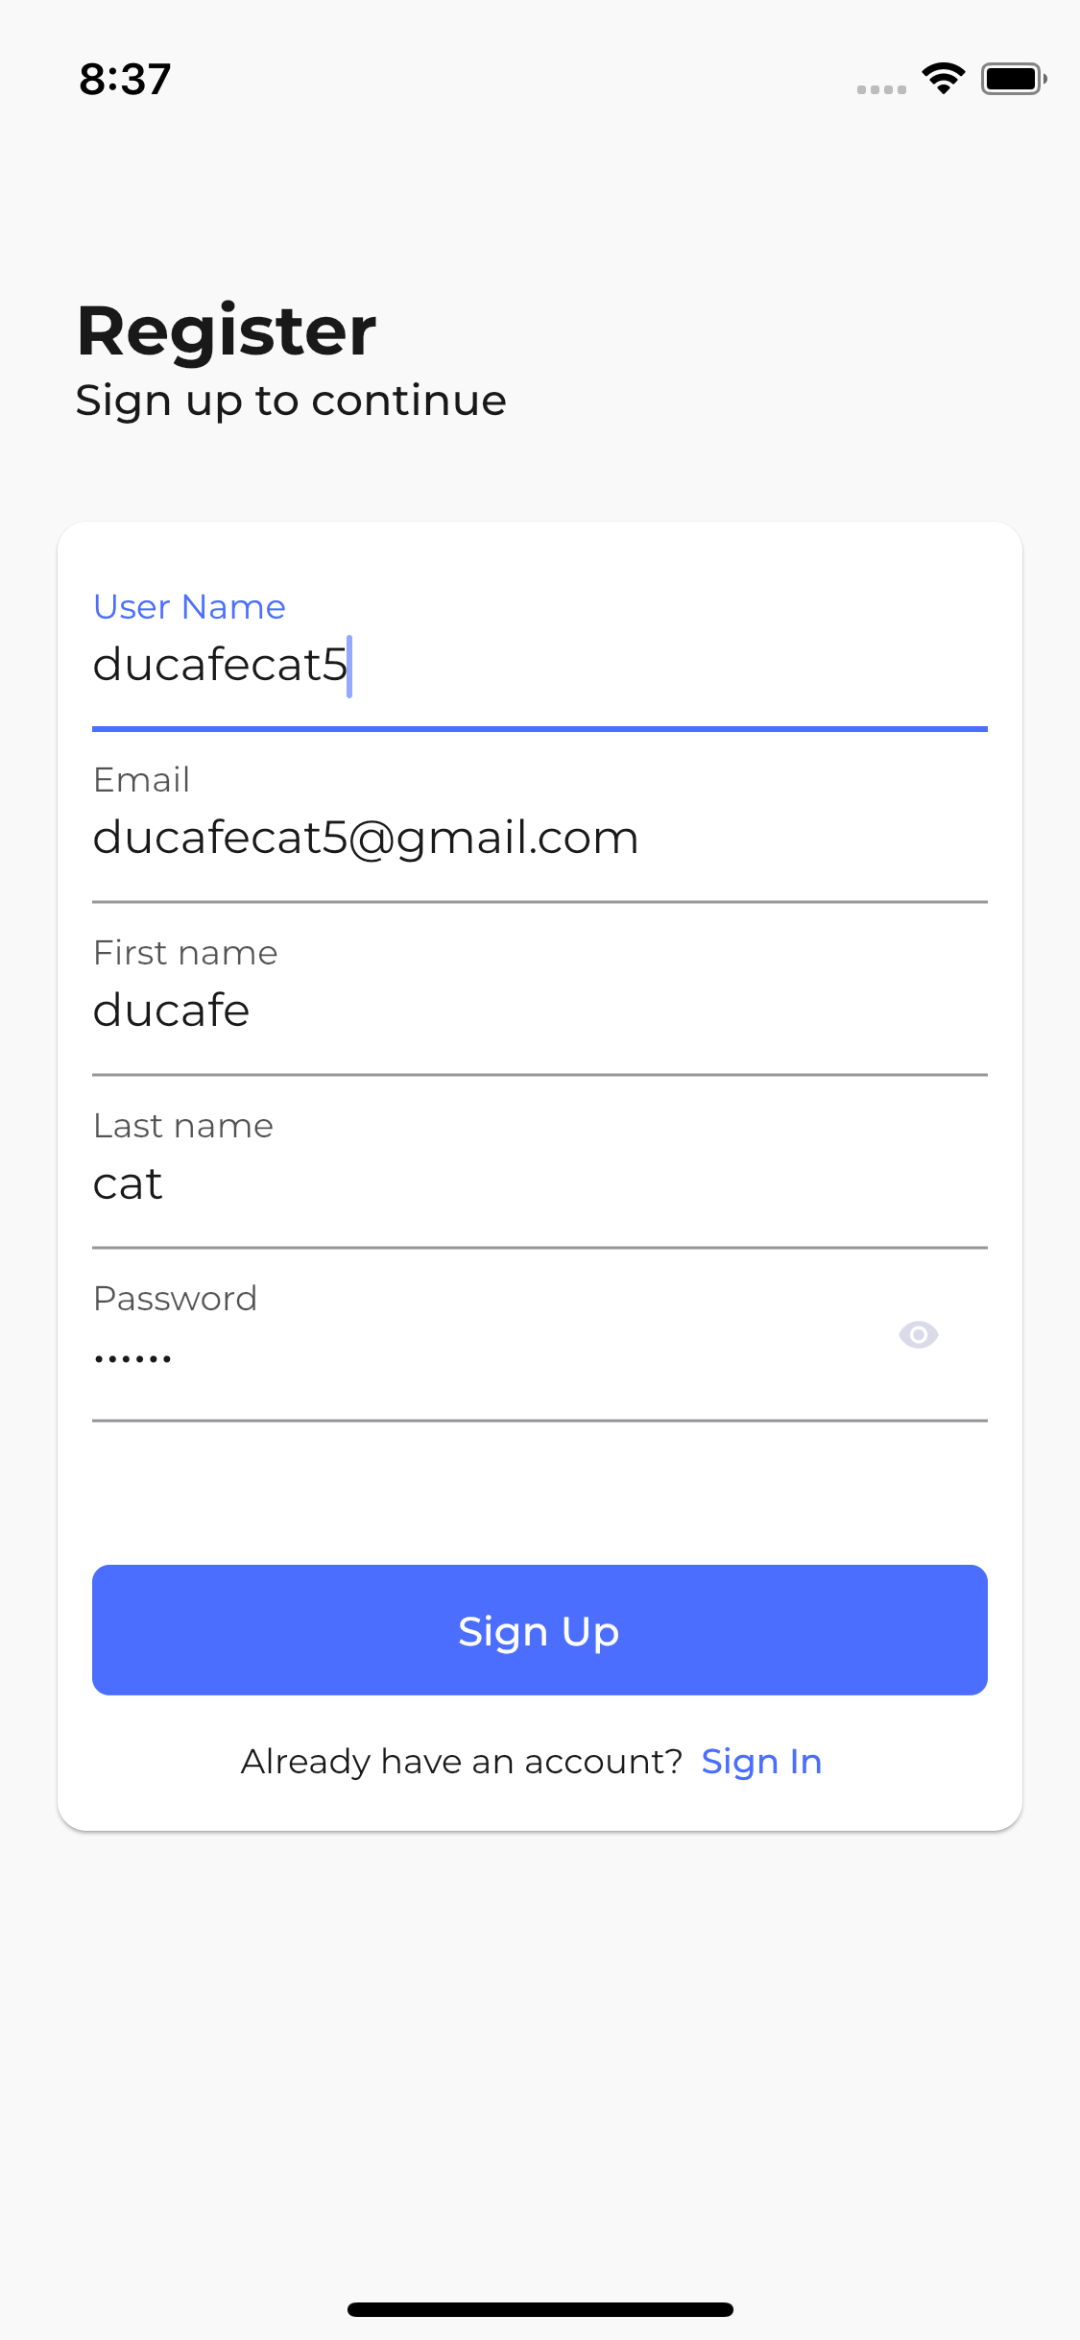 8:37
Register
Sign up to continue
User Name
ducafecat5
Email
ducafecat5@gmail.com
First name
ducafe
Last name
cat
Password
••••••
Sign Up
Already have an account? Sign In